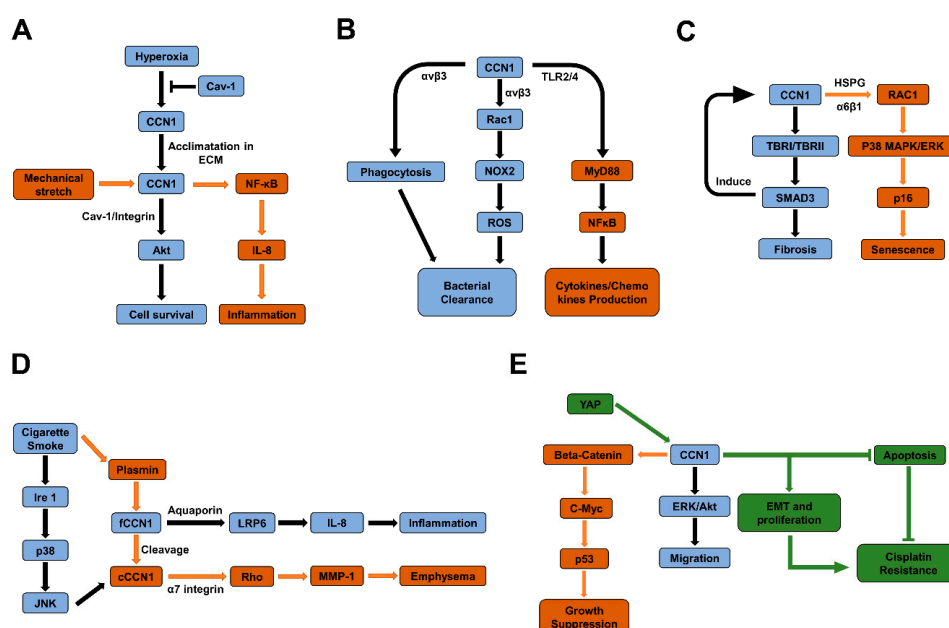 A
Hyperoxia
Cav-1
CCN1
Acclimatation in
ECM
Mechanical
stretch
CCN1
NF-κB
Cav-1/Integrin
Akt
IL-8
Cell survival
Inflammation
B
CCN1
αvβ3
TLR2/4
αvβ3
Rac1
Phagocytosis
NOX2
MyD88
ROS
NFκB
Bacterial
Clearance
Cytokines/Chemo
kines Production
C
HSPG
CCN1
RAC1
α6β1
TBRI/TBRII
P38 MAPK/ERK
Induce
SMAD3
p16
Fibrosis
Senescence
D
Cigarette
Smoke
Plasmin
Ire 1
Aquaporin
fCCN1
LRP6
IL-8
Inflammation
p38
Cleavage
cCCN1
Rho
MMP-1
Emphysema
α7 integrin
JNK
E
YAP
Beta-Catenin
CCN1
Apoptosis
C-Myc
ERK/Akt
EMT and
proliferation
p53
Migration
Cisplatin
Resistance
Growth
Suppression